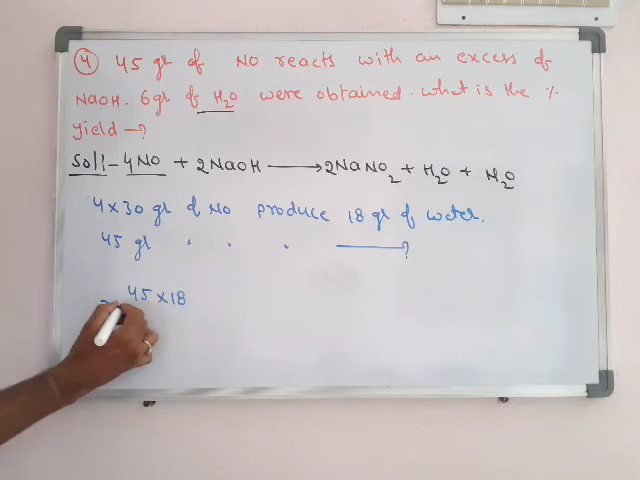 4 45 gr of NO reacts with an excess of
NaOH. 6gr of H2O were obtained. what is the %
yield →?
Soll:- 4NO + 2NaOH → 2NaNO2 + H2O + N2O
4×30 gr of NO produce 18 gr of water.
45 gr " " " →?
= 45×18